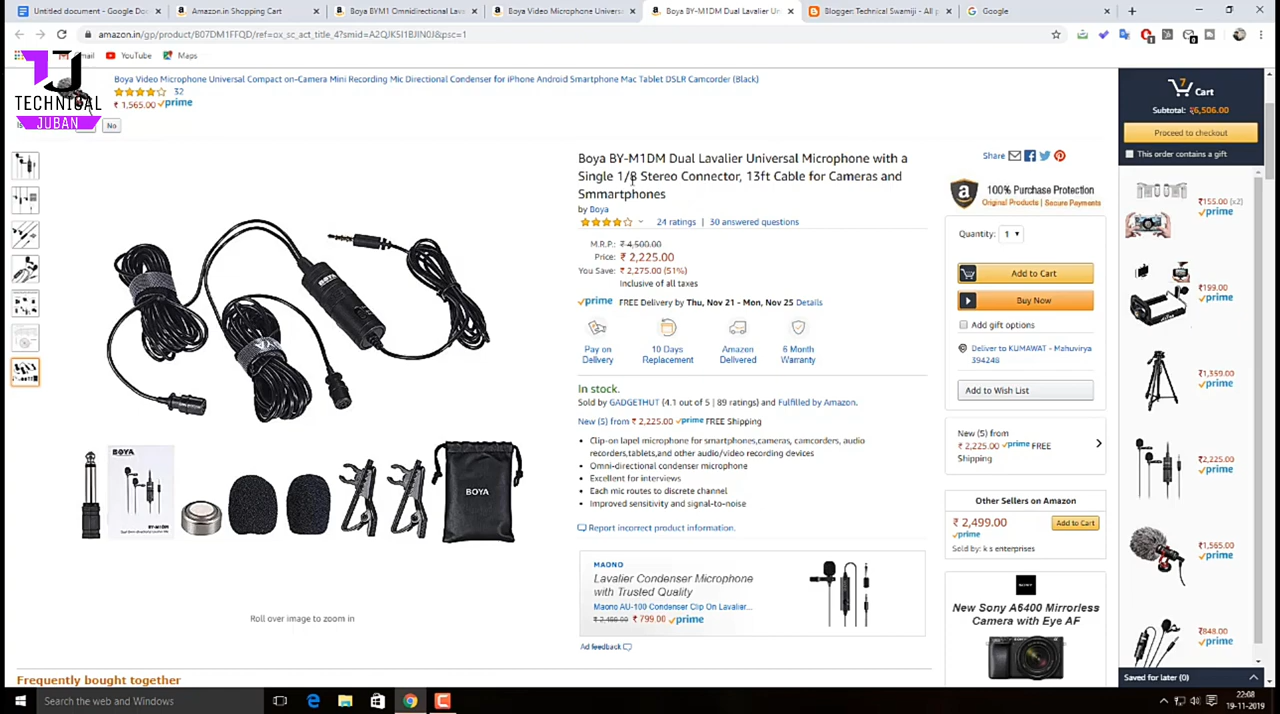 Untitled document - Google Do
Amazon.in Shopping Cart
Boya BYM1 Omnidirectional Lav
Boya Video Microphone Universa
Boya BY-M1DM Dual Lavalier Un
Blogger: Technical Swamiji - All p
Google
amazon.in/gp/product/B07DM1FFQD/ref=ox_sc_act_title_4?smid=A2QJK5I1BJIN0J&psc=1
YouTube
Maps
TECHNICAL
JUBAN
Boya Video Microphone Universal Compact on-Camera Mini Recording Mic Directional Condenser for iPhone Android Smartphone Mac Tablet DSLR Camcorder (Black)
32
₹ 1,565.00 prime
No
Boya BY-M1DM Dual Lavalier Universal Microphone with a
Single 1/8 Stereo Connector, 13ft Cable for Cameras and
Smmartphones
by Boya
24 ratings | 30 answered questions
M.R.P.: ₹ 4,500.00
Price: ₹ 2,225.00
You Save: ₹ 2,275.00 (51%)
Inclusive of all taxes
prime FREE Delivery by Thu, Nov 21 - Mon, Nov 25 Details
Pay on
Delivery
10 Days
Replacement
Amazon
Delivered
6 Month
Warranty
In stock.
Sold by GADGETHUT (4.1 out of 5 | 89 ratings) and Fulfilled by Amazon.
New (5) from ₹ 2,225.00 prime FREE Shipping
• Clip-on lapel microphone for smartphones,cameras, camcorders, audio
recorders,tablets,and other audio/video recording devices
• Omni-directional condenser microphone
• Excellent for interviews
• Each mic routes to discrete channel
• Improved sensitivity and signal-to-noise
Report incorrect product information.
MAONO
Lavalier Condenser Microphone
with Trusted Quality
Maono AU-100 Condenser Clip On Lavalier...
₹ 799.00 prime
Ad feedback
BOYA
BOYA
BY-M1DM
BOYA
Roll over image to zoom in
Frequently bought together
Share
100% Purchase Protection
Original Products | Secure Payments
Quantity: 1
Add to Cart
Buy Now
Add gift options
Deliver to KUMAWAT - Mahuvirya
394248
Add to Wish List
New (5) from
₹ 2,225.00 prime FREE
Shipping
Other Sellers on Amazon
₹ 2,499.00
Add to Cart
prime
Sold by: k s enterprises
SONY
New Sony A6400 Mirrorless
Camera with Eye AF
7
Cart
Subtotal: ₹6,506.00
Proceed to checkout
This order contains a gift
₹155.00 (x2)
prime
₹199.00
prime
₹1,359.00
prime
₹2,225.00
prime
₹1,565.00
prime
₹848.00
prime
Saved for later (0)
Search the web and Windows
22:08
19-11-2019